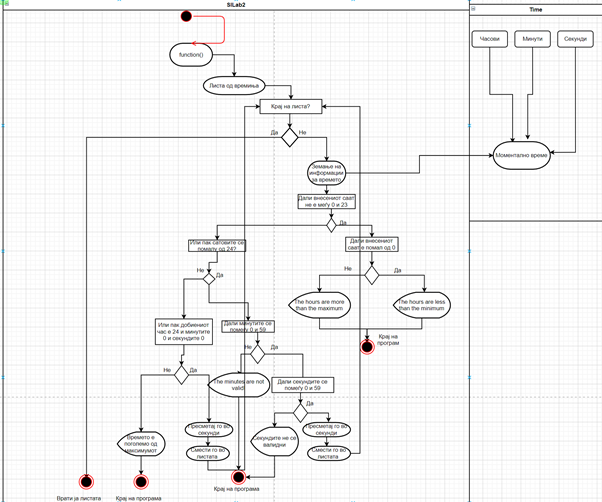 SILab2
Time
Часови
Минути
Секунди
function()
Листа од времиња
Крај на листа?
Да
Не
Моментално време
Земање на
информации
за времето
Дали внесениот саат
не е меѓу 0 и 23
Да
Или пак сатовите се
помалу од 24?
Дали внесениот
саат е помал од 0
Не
Да
Не
Да
The hours are more
than the maximum
The hours are less
than the minimum
Или пак добиениот
час е 24 и минутите
0 и секундите 0
Дали минутите се
помеѓу 0 и 59
Крај на
програм
Не
Да
Не
Да
The minutes are not
valid!
Дали секундите се
помеѓу 0 и 59
Да
Времето е
поголемо од
максимумот
Пресметај го во
секунди
Смести го во
листата
Секундите не се
валидни
Пресметај го во
секунди
Смести го во
листата
Врати ја листата
Крај на програма
Крај на програма